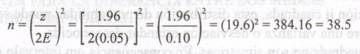 n = (z / 2E)² = [1.96 / 2(0.05)]² = (1.96 / 0.10)² = (19.6)² = 384.16 = 38.5